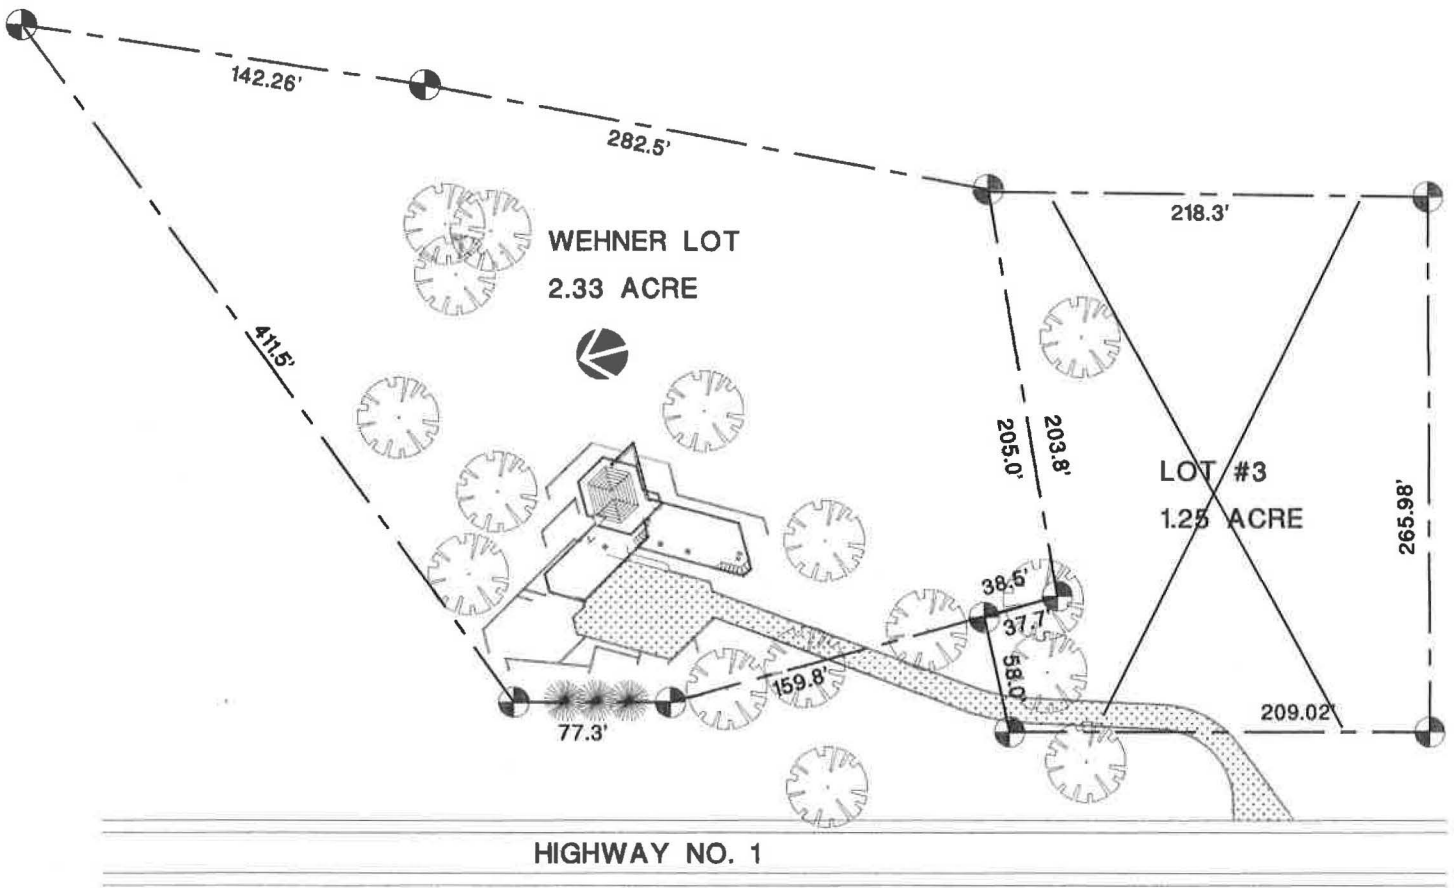 142.26'
282.5'
218.3'
WEHNER LOT
2.33 ACRE
411.5'
203.8'
205.0'
LOT #3
1.25 ACRE
265.98'
38.5'
37.7'
58.0'
159.8'
77.3'
209.02'
HIGHWAY NO. 1